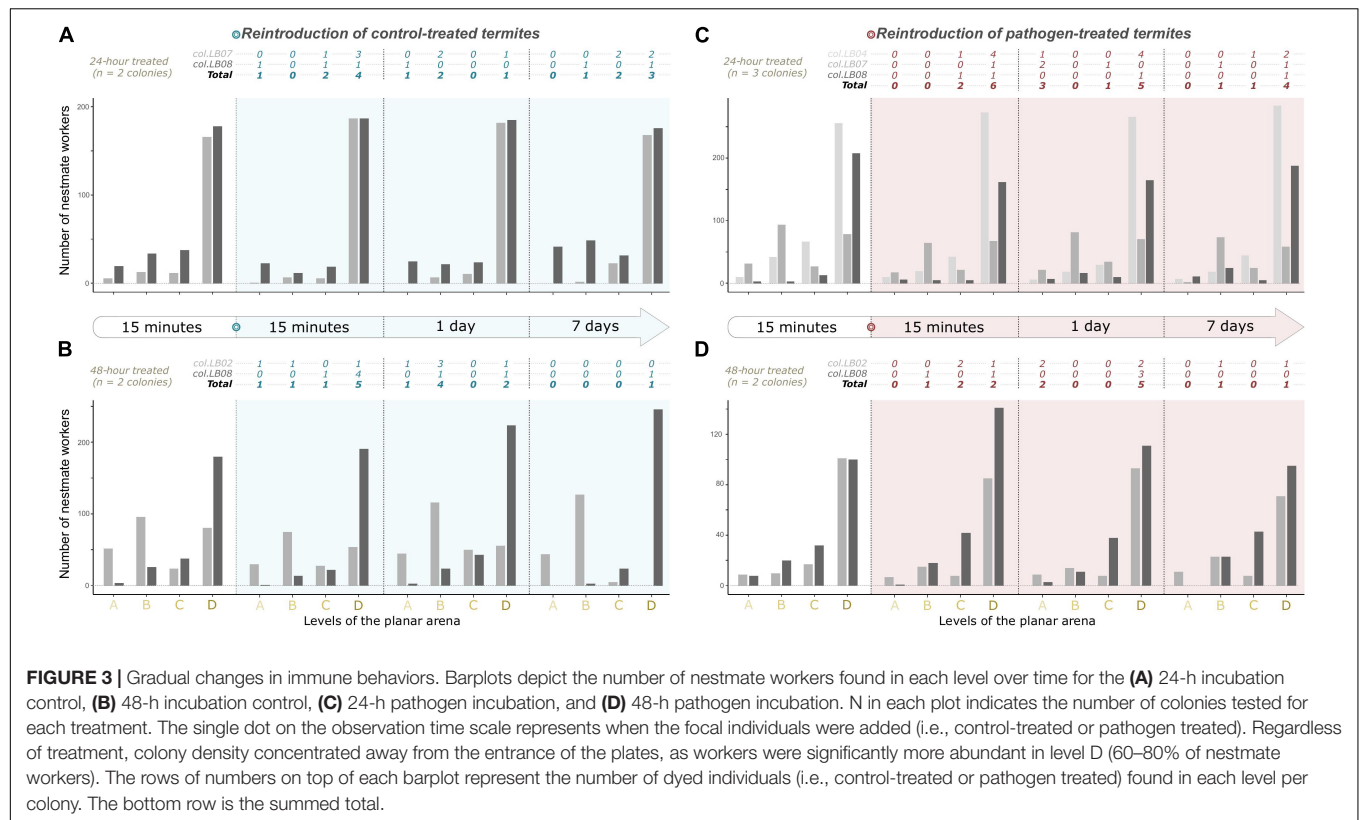 A
Reintroduction of control-treated termites
24-hour treated
(n = 2 colonies)
col.LB07 0 0 1 3 0 2 0 0 0 0 2 2
col.LB08 1 0 1 1 1 0 0 1 0 1 0 1
Total 1 0 2 4 1 2 0 1 0 1 2 3
Number of nestmate workers
200
100
0
C
Reintroduction of pathogen-treated termites
24-hour treated
(n = 3 colonies)
col.LB04 0 0 1 4 1 0 0 4 0 0 1 2
col.LB07 0 0 0 1 2 0 1 0 0 1 0 1
col.LB08 0 0 1 1 0 0 0 1 0 0 0 1
Total 0 0 2 6 3 0 1 5 0 1 1 4
200
100
0
15 minutes 15 minutes 1 day 7 days
15 minutes 15 minutes 1 day 7 days
B
48-hour treated
(n = 2 colonies)
col.LB02 1 1 0 1 1 3 0 1 0 0 0 0
col.LB08 0 0 1 4 0 1 0 1 0 0 0 1
Total 1 1 1 5 1 4 0 2 0 0 0 1
Number of nestmate workers
200
100
0
A B C D A B C D A B C D A B C D
Levels of the planar arena
D
48-hour treated
(n = 2 colonies)
col.LB02 0 0 2 1 2 0 0 2 0 1 0 1
col.LB08 0 1 0 1 0 0 0 3 0 0 0 0
Total 0 1 2 2 2 0 0 5 0 1 0 1
120
80
40
0
A B C D A B C D A B C D A B C D
Levels of the planar arena
FIGURE 3 | Gradual changes in immune behaviors. Barplots depict the number of nestmate workers found in each level over time for the (A) 24-h incubation
control, (B) 48-h incubation control, (C) 24-h pathogen incubation, and (D) 48-h pathogen incubation. N in each plot indicates the number of colonies tested for
each treatment. The single dot on the observation time scale represents when the focal individuals were added (i.e., control-treated or pathogen treated). Regardless
of treatment, colony density concentrated away from the entrance of the plates, as workers were significantly more abundant in level D (60–80% of nestmate
workers). The rows of numbers on top of each barplot represent the number of dyed individuals (i.e., control-treated or pathogen treated) found in each level per
colony. The bottom row is the summed total.